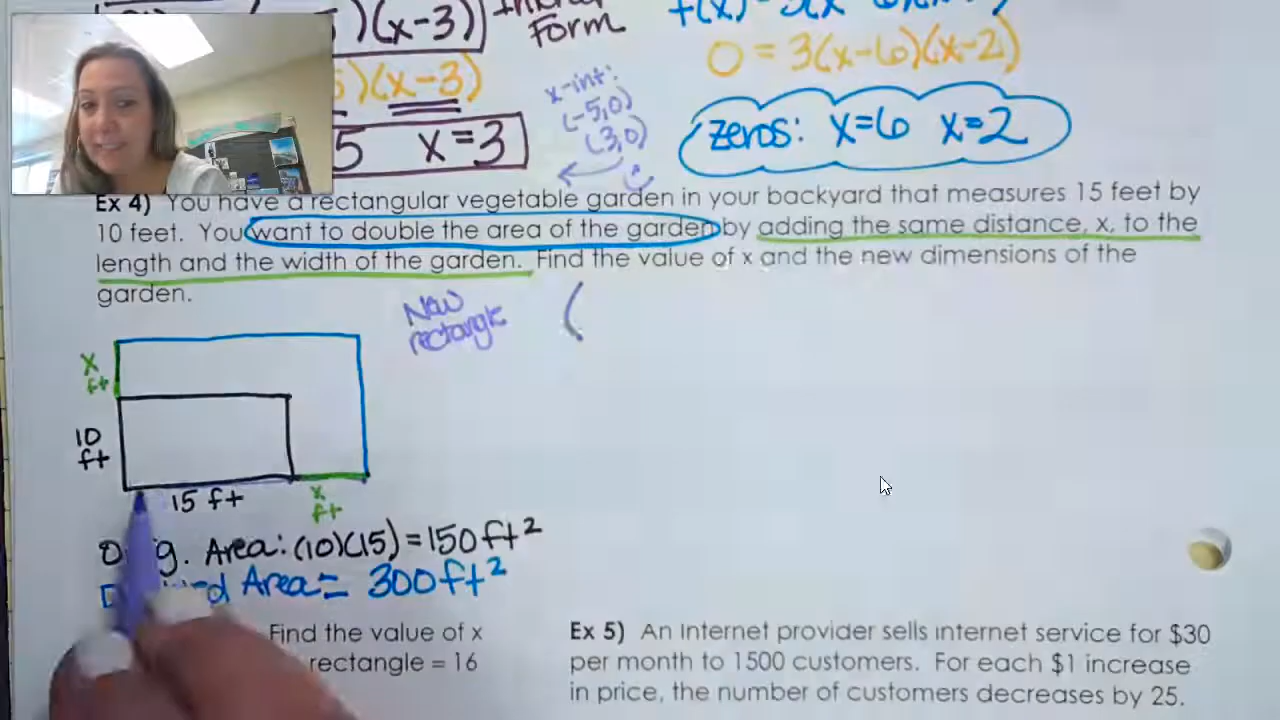 )(x-3)
Form
0 = 3(x-6)(x-2)
)(x-3)
x-int:
(-5,0)
(3,0)
5 x=3
zeros: x=6 x=2
Ex 4) You have a rectangular vegetable garden in your backyard that measures 15 feet by
10 feet. You want to double the area of the garden by adding the same distance, x, to the
length and the width of the garden. Find the value of x and the new dimensions of the
garden.
New
rectangle (
x
ft
10
ft
15 ft
x
ft
Orig. Area: (10)(15) = 150 ft²
Area = 300 ft²
Find the value of x
rectangle = 16
Ex 5) An Internet provider sells internet service for $30
per month to 1500 customers. For each $1 increase
in price, the number of customers decreases by 25.